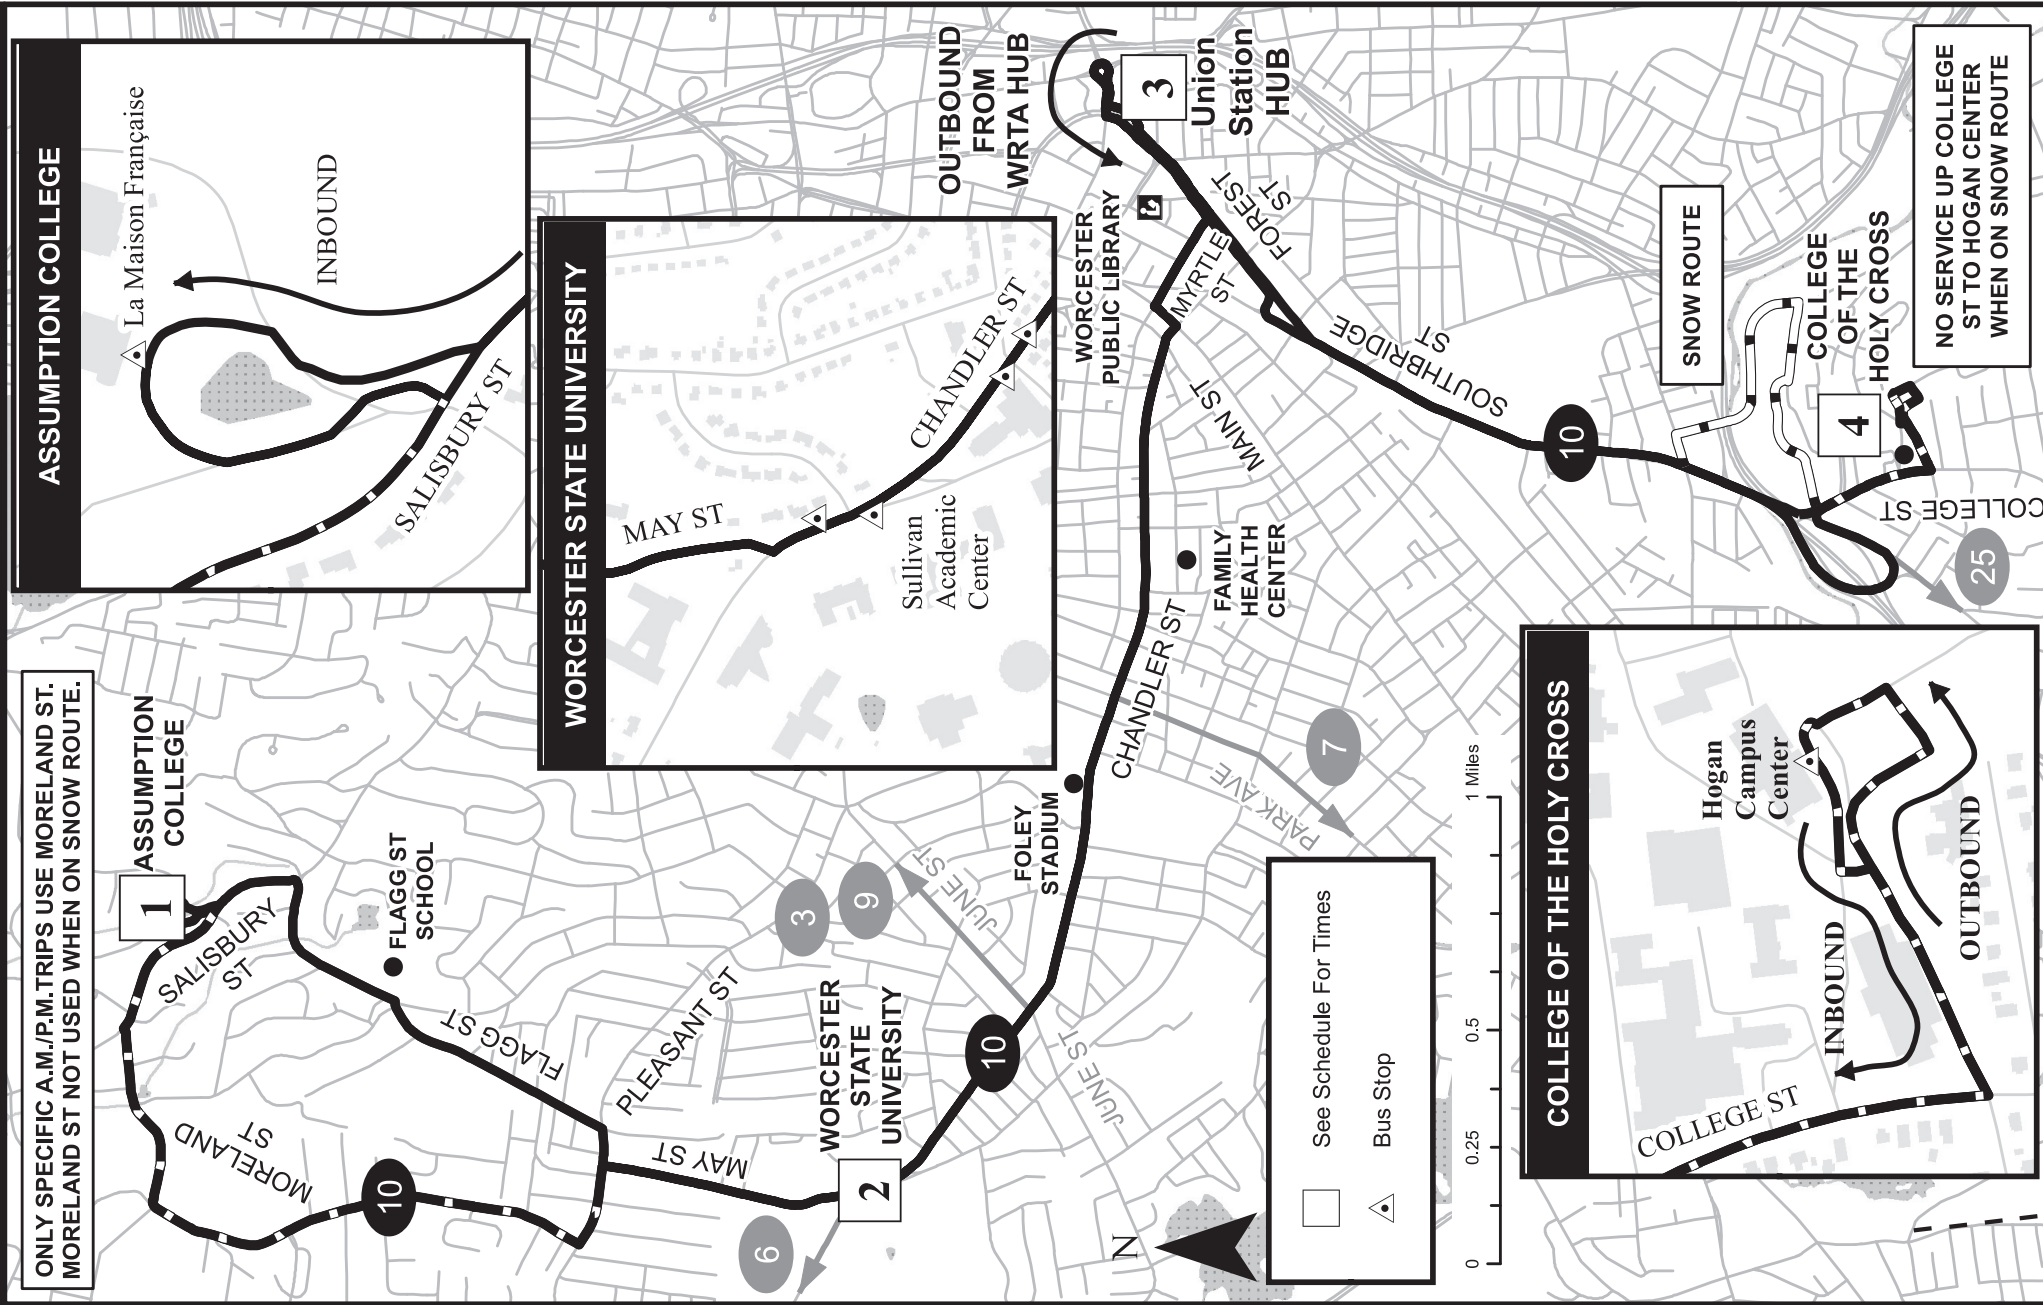 ONLY SPECIFIC A.M./P.M.TRIPS USE MORELAND ST.
MORELAND ST NOT USED WHEN ON SNOW ROUTE.
1
ASSUMPTION
COLLEGE
SALISBURY
ST
FLAGG ST
SCHOOL
FLAGG ST
MORELAND
ST
10
PLEASANT ST
MAY ST
WORCESTER
STATE
UNIVERSITY
2
6
3
9
10
JUNE ST
JUNE ST
FOLEY
STADIUM
CHANDLER ST
PARK AVE
7
FAMILY
HEALTH
CENTER
MAIN ST
MYRTLE
ST
WORCESTER
PUBLIC LIBRARY
OUTBOUND
FROM
WRTA HUB
3
Union
Station
HUB
FOREST
ST
SOUTHBRIDGE
ST
10
SNOW ROUTE
COLLEGE
OF THE
HOLY CROSS
4
COLLEGE ST
25
NO SERVICE UP COLLEGE
ST TO HOGAN CENTER
WHEN ON SNOW ROUTE
ASSUMPTION COLLEGE
La Maison Française
INBOUND
SALISBURY ST
WORCESTER STATE UNIVERSITY
MAY ST
CHANDLER ST
Sullivan
Academic
Center
COLLEGE OF THE HOLY CROSS
Hogan
Campus
Center
INBOUND
OUTBOUND
COLLEGE ST
N
See Schedule For Times
Bus Stop
0
0.25
0.5
1 Miles